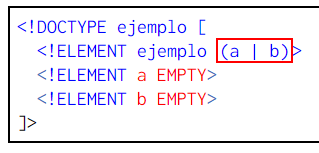 <!DOCTYPE ejemplo [
<!ELEMENT ejemplo (a | b)>
<!ELEMENT a EMPTY>
<!ELEMENT b EMPTY>
]>